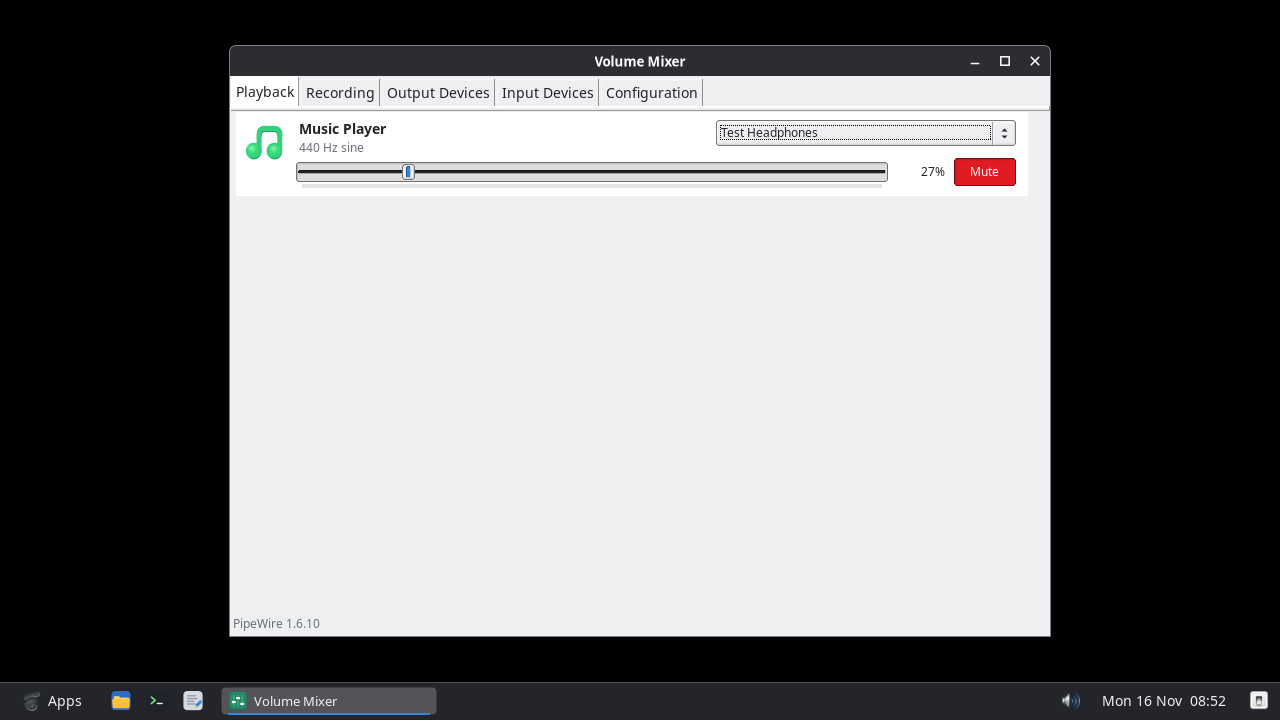 Volume Mixer
Playback Recording Output Devices Input Devices Configuration
Music Player
440 Hz sine
Test Headphones
27% Mute
PipeWire 1.6.10
Apps Volume Mixer Mon 16 Nov 08:52